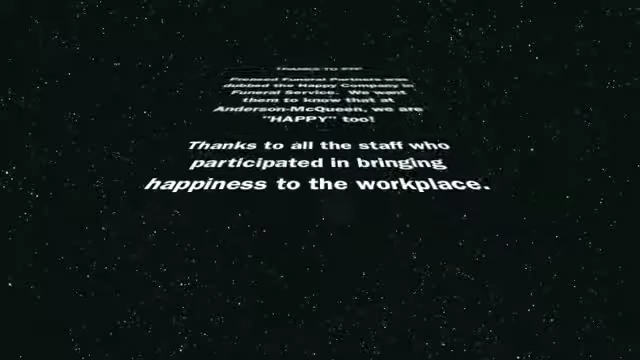 THANKS TO PFP
Preneed Funeral Partners was
dubbed the Happy Company in
Funeral Service. We want
them to know that at
Anderson-McQueen, we are
"HAPPY" too!
Thanks to all the staff who
participated in bringing
happiness to the workplace.